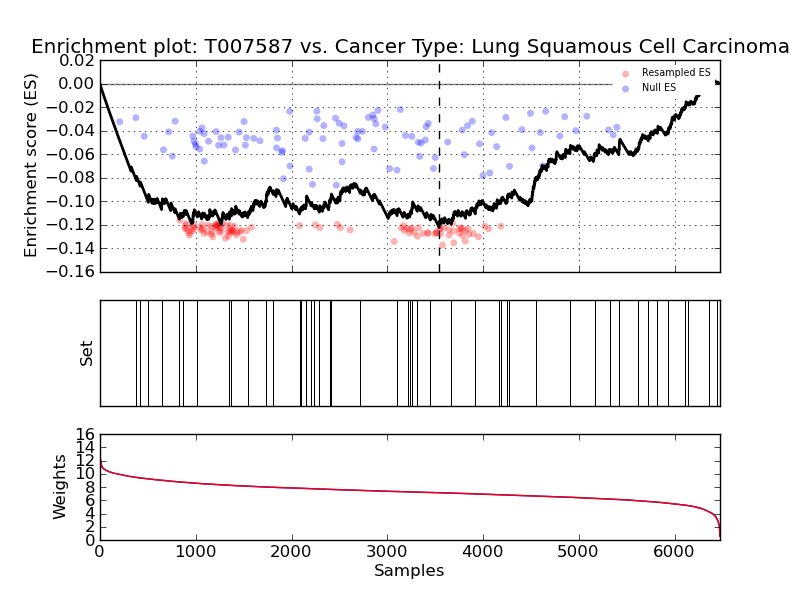 Enrichment plot: T007587 vs. Cancer Type: Lung Squamous Cell Carcinoma
0.02
0.00
−0.02
−0.04
−0.06
−0.08
−0.10
−0.12
−0.14
−0.16
Enrichment score (ES)
Resampled ES
Null ES
Set
16
14
12
10
8
6
4
2
0
Weights
0 1000 2000 3000 4000 5000 6000
Samples